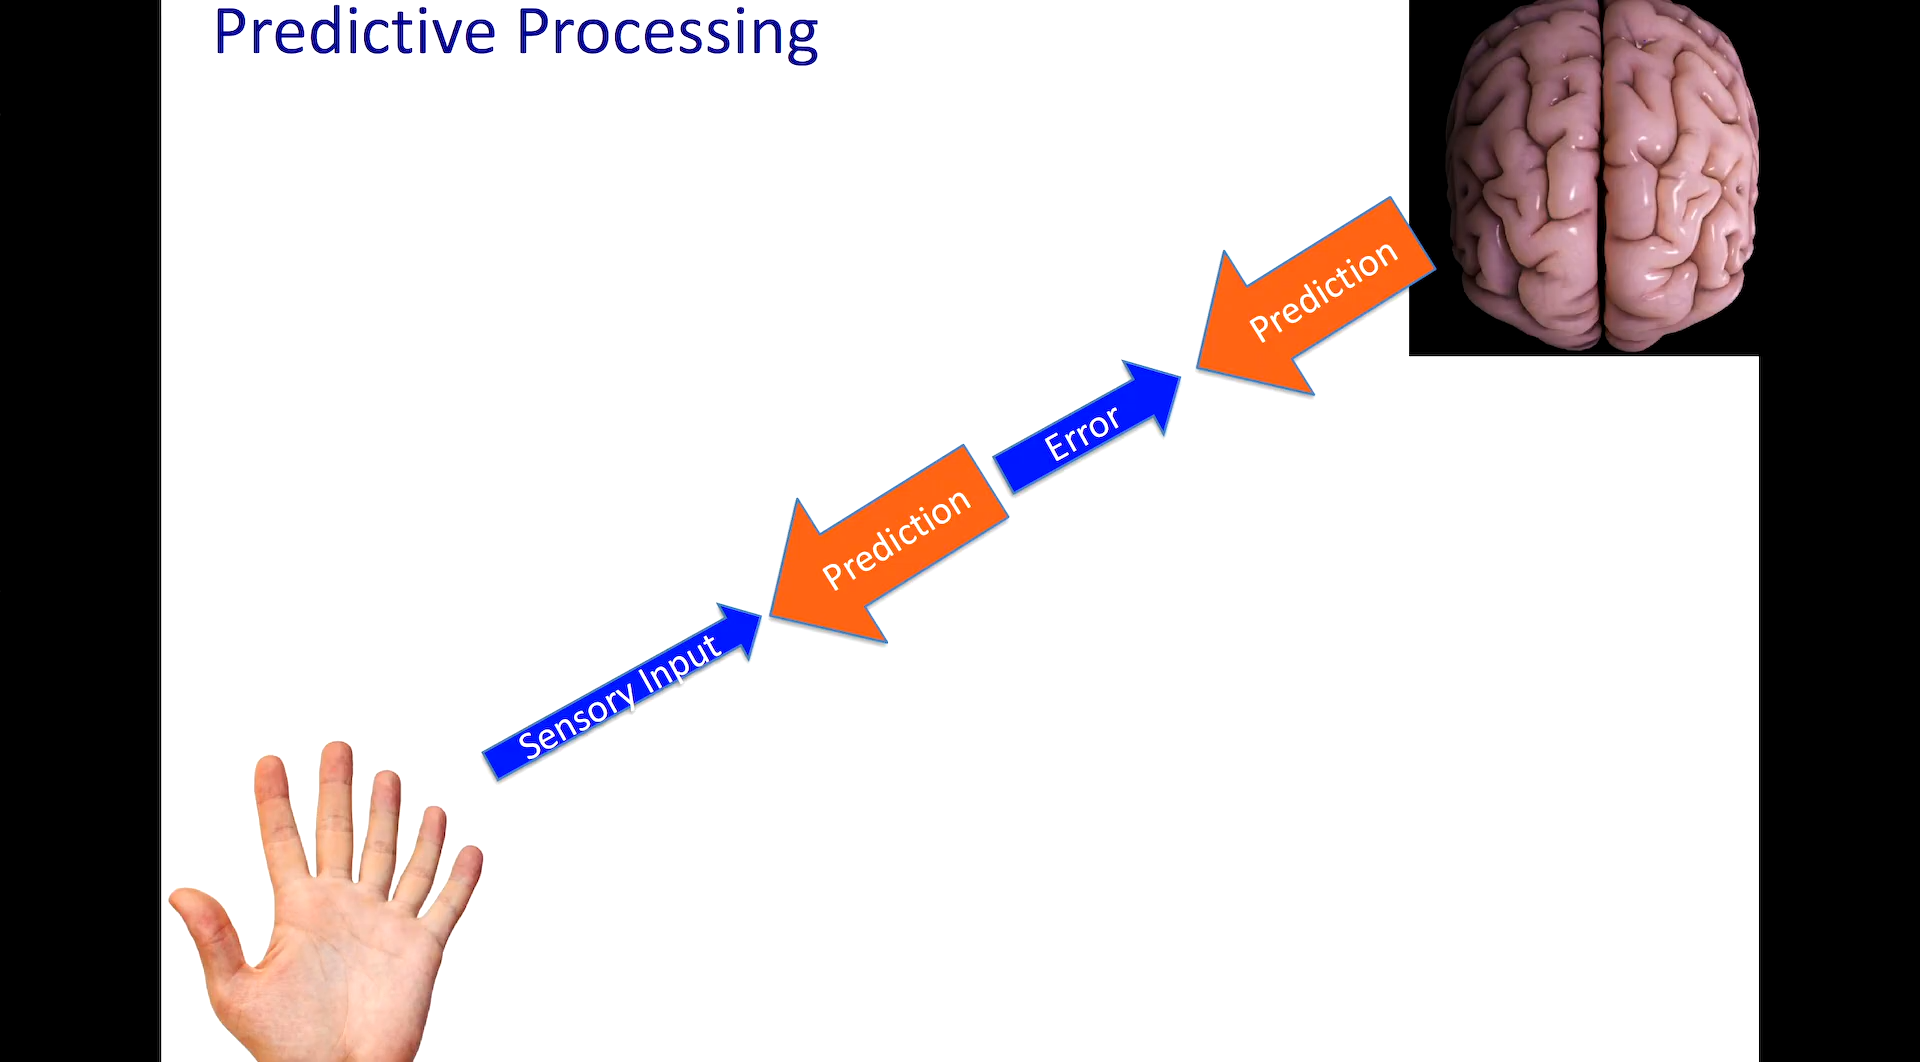 Predictive Processing
Prediction
Error
Prediction
Sensory Input